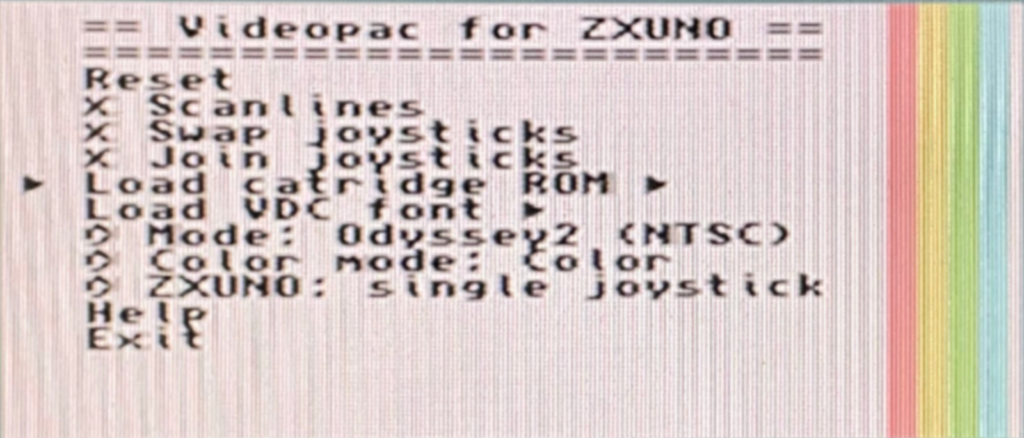 == Videopac for ZXUNO ==
========================
Reset
X Scanlines
X Swap joysticks
X Join joysticks
► Load catridge ROM ►
Load VDC font ►
> Mode: Odyssey2 (NTSC)
> Color mode: Color
> ZXUNO: single joystick
Help
Exit